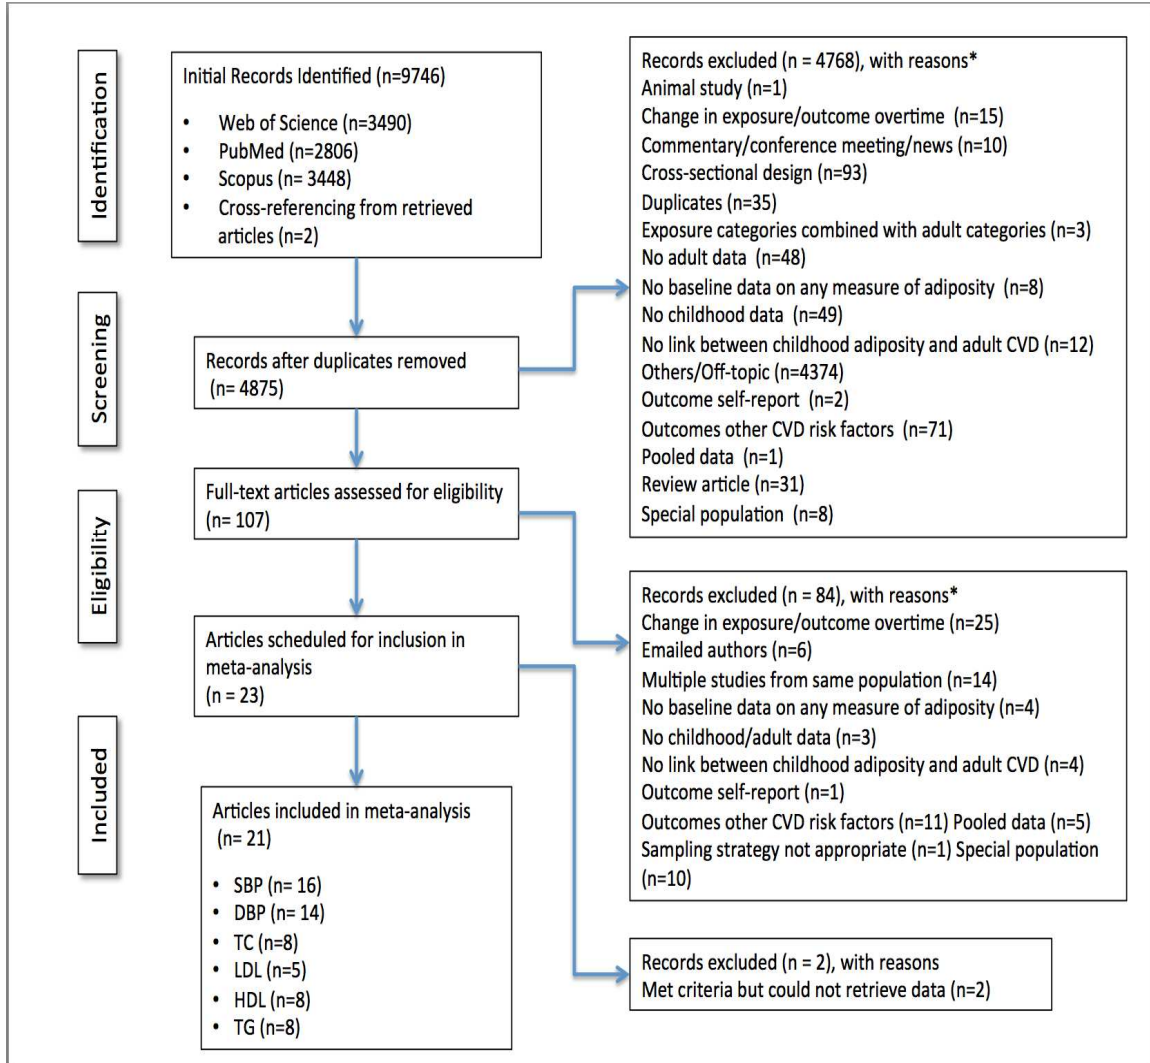 Identification
Screening
Eligibility
Included
Initial Records Identified (n=9746)
• Web of Science (n=3490)
• PubMed (n=2806)
• Scopus (n= 3448)
• Cross-referencing from retrieved
articles (n=2)
Records after duplicates removed
(n= 4875)
Full-text articles assessed for eligibility
(n= 107)
Articles scheduled for inclusion in
meta-analysis
(n = 23)
Articles included in meta-analysis
(n= 21)
• SBP (n= 16)
• DBP (n= 14)
• TC (n=8)
• LDL (n=5)
• HDL (n=8)
• TG (n=8)
Records excluded (n = 4768), with reasons*
Animal study (n=1)
Change in exposure/outcome overtime (n=15)
Commentary/conference meeting/news (n=10)
Cross-sectional design (n=93)
Duplicates (n=35)
Exposure categories combined with adult categories (n=3)
No adult data (n=48)
No baseline data on any measure of adiposity (n=8)
No childhood data (n=49)
No link between childhood adiposity and adult CVD (n=12)
Others/Off-topic (n=4374)
Outcome self-report (n=2)
Outcomes other CVD risk factors (n=71)
Pooled data (n=1)
Review article (n=31)
Special population (n=8)
Records excluded (n = 84), with reasons*
Change in exposure/outcome overtime (n=25)
Emailed authors (n=6)
Multiple studies from same population (n=14)
No baseline data on any measure of adiposity (n=4)
No childhood/adult data (n=3)
No link between childhood adiposity and adult CVD (n=4)
Outcome self-report (n=1)
Outcomes other CVD risk factors (n=11) Pooled data (n=5)
Sampling strategy not appropriate (n=1) Special population
(n=10)
Records excluded (n = 2), with reasons
Met criteria but could not retrieve data (n=2)